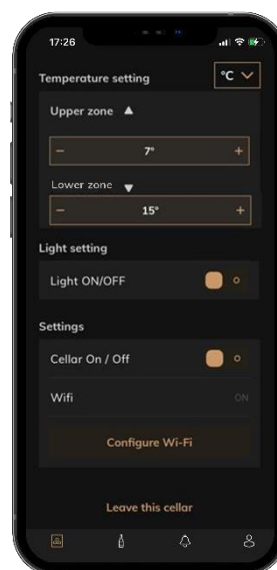 17:26
Temperature setting °C
Upper zone ▲
− 7° +
Lower zone ▼
− 15° +
Light setting
Light ON/OFF
Settings
Cellar On / Off
Wifi ON
Configure Wi-Fi
Leave this cellar